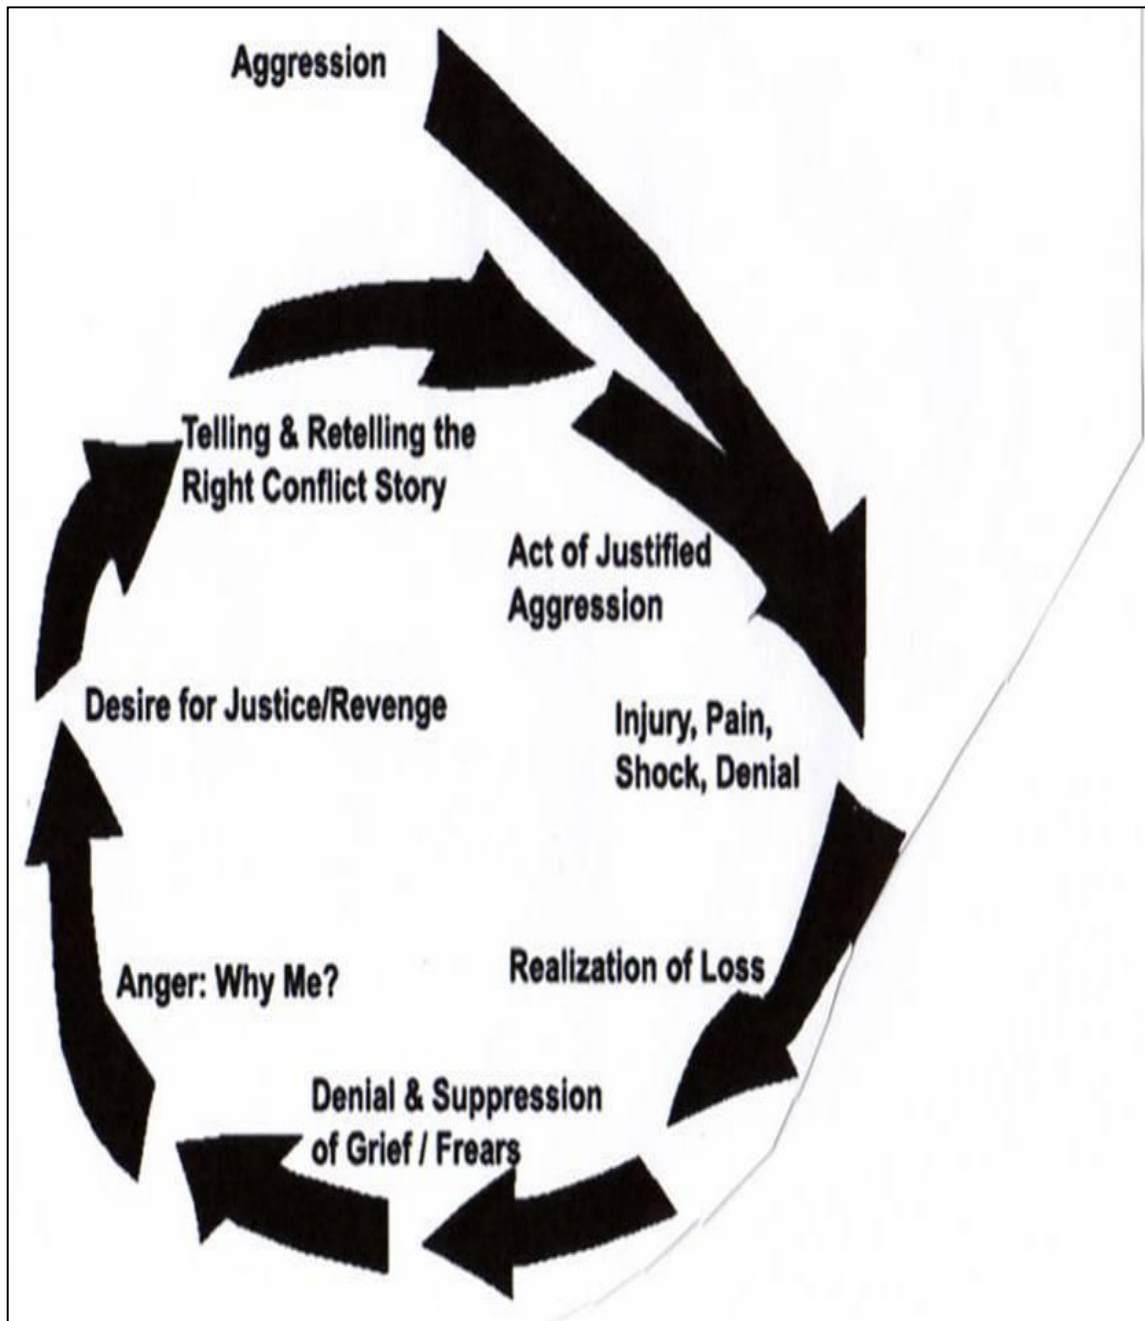 Aggression
Telling & Retelling the
Right Conflict Story
Act of Justified
Aggression
Desire for Justice/Revenge
Injury, Pain,
Shock, Denial
Realization of Loss
Anger: Why Me?
Denial & Suppression
of Grief / Frears